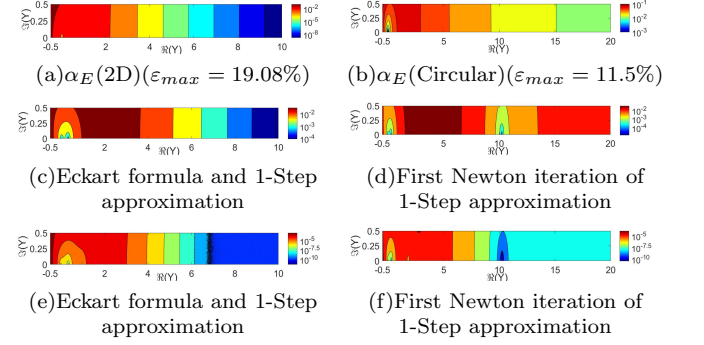 0.5
0.25
0
ℑ(Y)
-0.5 2 4 6 8 10
ℜ(Y)
10^-2
10^-5
10^-8
0.5
0.25
0
ℑ(Y)
-0.5 5 10 15 20
ℜ(Y)
10^-1
10^-2
10^-3
(a)α_E(2D)(ε_max = 19.08%)
(b)α_E(Circular)(ε_max = 11.5%)
0.5
0.25
0
ℑ(Y)
-0.5 2 4 6 8 10
ℜ(Y)
10^-2
10^-3
10^-4
0.5
0.25
0
ℑ(Y)
-0.5 5 10 15 20
ℜ(Y)
10^-2
10^-3
10^-4
(c)Eckart formula and 1-Step
approximation
(d)First Newton iteration of
1-Step approximation
0.5
0.25
0
ℑ(Y)
-0.5 2 4 6 8 10
ℜ(Y)
10^-5
10^-7.5
10^-10
0.5
0.25
0
ℑ(Y)
-0.5 5 10 15 20
ℜ(Y)
10^-5
10^-7.5
10^-10
(e)Eckart formula and 1-Step
approximation
(f)First Newton iteration of
1-Step approximation